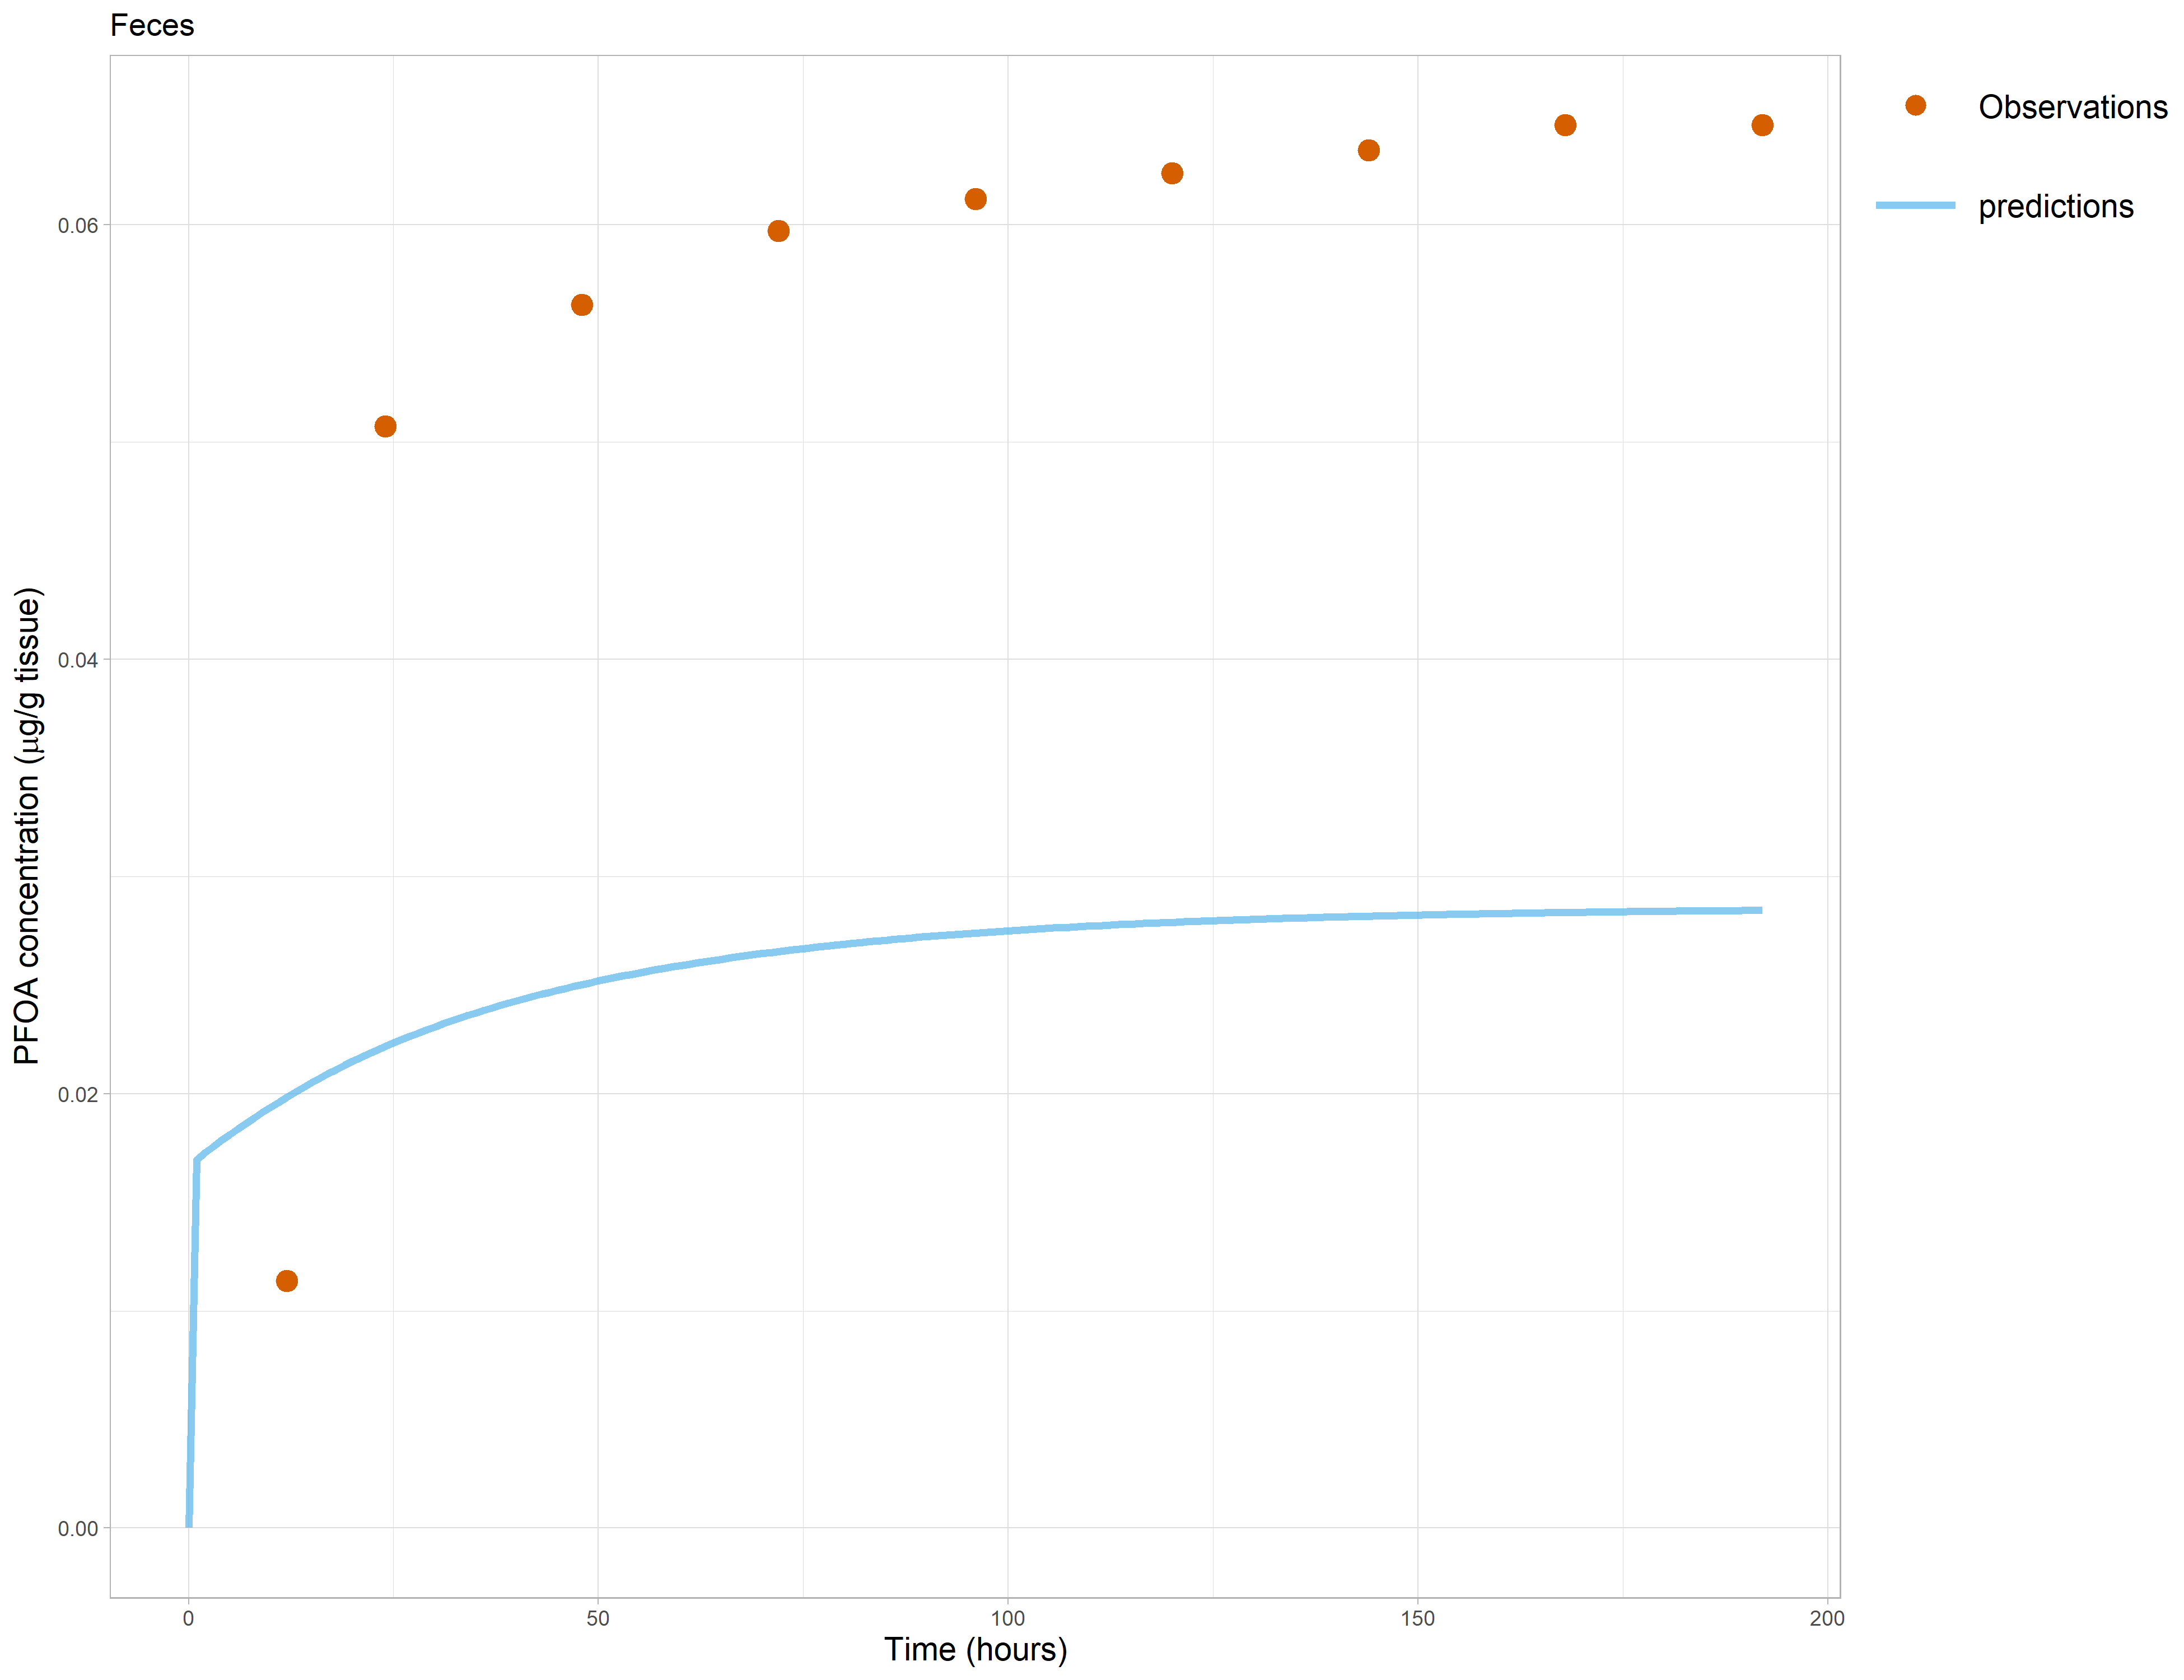 Feces
Observations
predictions
PFOA concentration (μg/g tissue)
0.06
0.04
0.02
0.00
0 50 100 150 200
Time (hours)